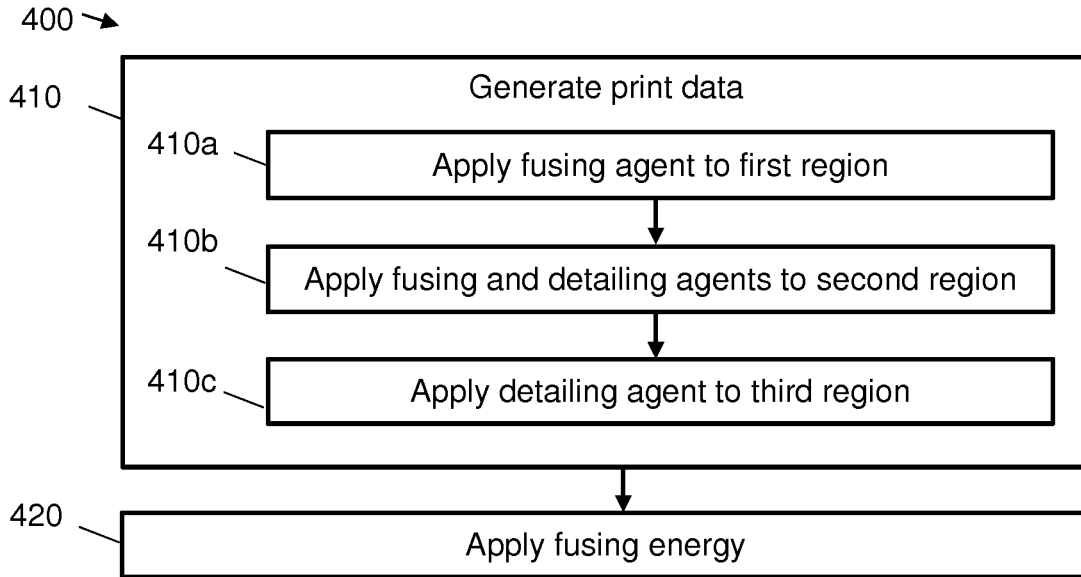 400
410
Generate print data
410a
Apply fusing agent to first region
410b
Apply fusing and detailing agents to second region
410c
Apply detailing agent to third region
420
Apply fusing energy